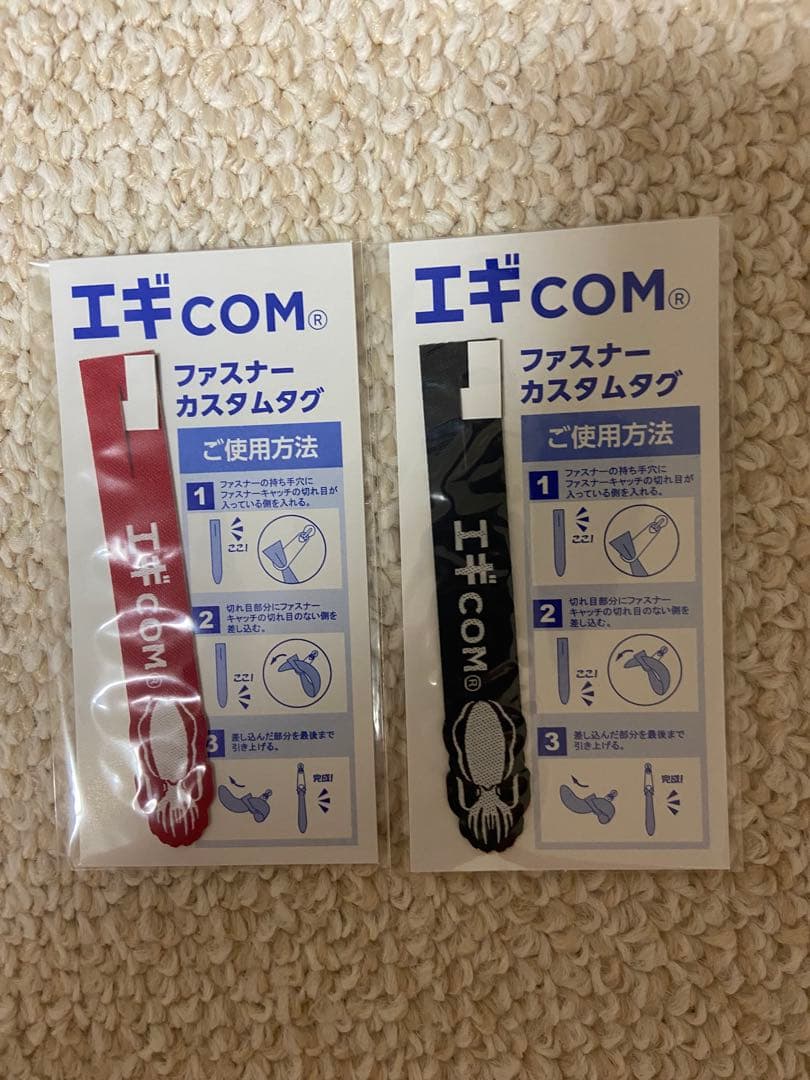 エギCOM®
ファスナー
カスタムタグ
ご使用方法
1 ファスナーの持ち手穴に
ファスナーキャッチの切れ目が
入っている側を入れる。
ここ!
2 切れ目部分にファスナー
キャッチの切れ目のない側を
差し込む。
ここ!
3 差し込んだ部分を最後まで
引き上げる。
完成!
エギCOM®
エギCOM®
ファスナー
カスタムタグ
ご使用方法
1 ファスナーの持ち手穴に
ファスナーキャッチの切れ目が
入っている側を入れる。
ここ!
2 切れ目部分にファスナー
キャッチの切れ目のない側を
差し込む。
ここ!
3 差し込んだ部分を最後まで
引き上げる。
完成!
エギCOM®